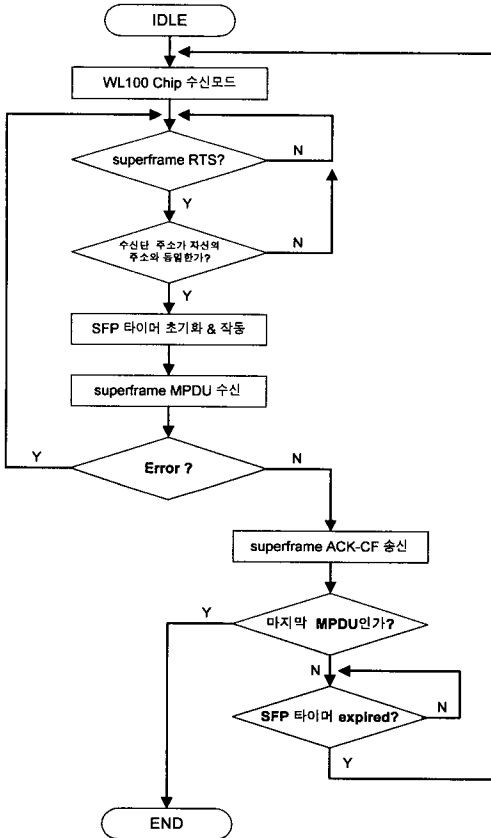 IDLE
WL100 Chip 수신모드
superframe RTS?
N
Y
수신단 주소가 자신의
주소와 동일한가?
N
Y
SFP 타이머 초기화 & 작동
superframe MPDU 수신
Y
Error ?
N
superframe ACK-CF 송신
Y
마지막 MPDU인가?
N
SFP 타이머 expired?
N
Y
END